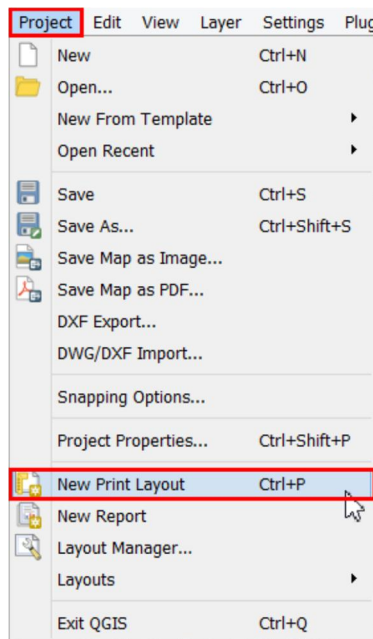 Project Edit View Layer Settings Plug
New Ctrl+N
Open... Ctrl+O
New From Template
Open Recent
Save Ctrl+S
Save As... Ctrl+Shift+S
Save Map as Image...
Save Map as PDF...
DXF Export...
DWG/DXF Import...
Snapping Options...
Project Properties... Ctrl+Shift+P
New Print Layout Ctrl+P
New Report
Layout Manager...
Layouts
Exit QGIS Ctrl+Q